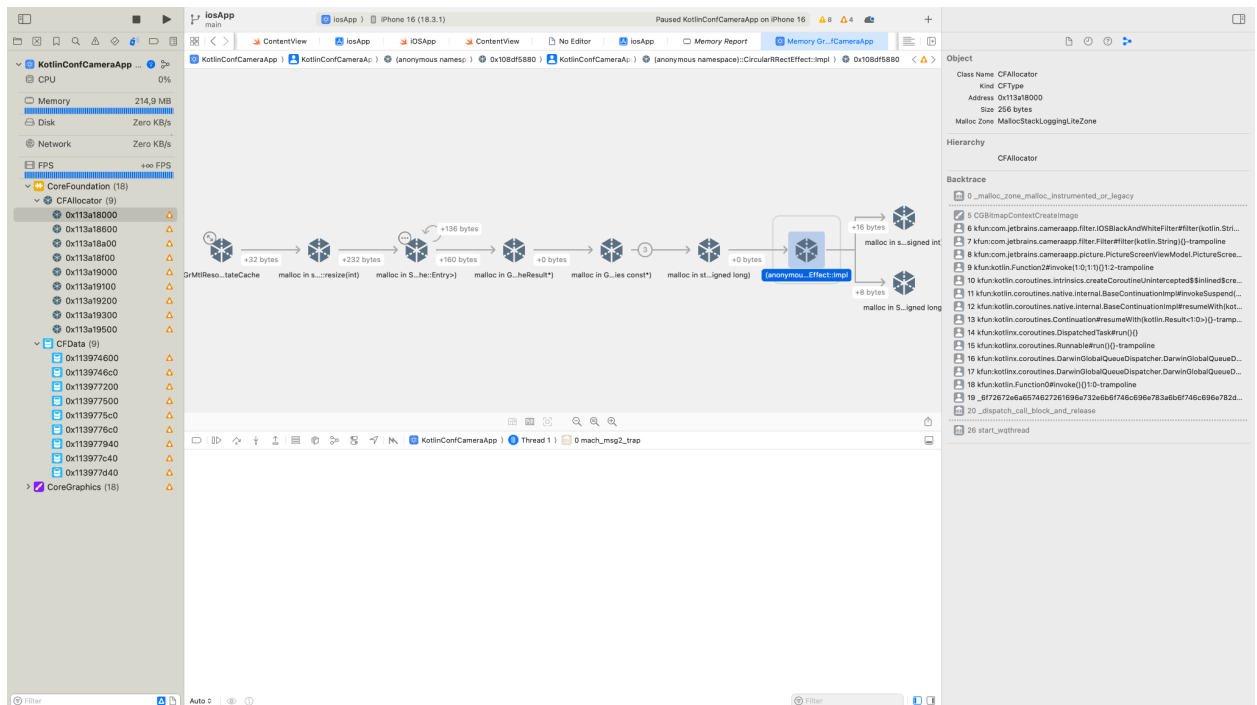 iosApp
main
iosApp ⟩ iPhone 16 (18.3.1)
Paused KotlinConfCameraApp on iPhone 16
8
4
ContentView
iosApp
iOSApp
ContentView
No Editor
iosApp
Memory Report
Memory Gr...fCameraApp
KotlinConfCameraApp ⟩ KotlinConfCameraAp ⟩ (anonymous namesp ⟩ 0x108df5880 ⟩ KotlinConfCameraAp ⟩ (anonymous namespace)::CircularRRectEffect::Impl ⟩ 0x108df5880
KotlinConfCameraApp ...
CPU 0%
Memory 214,9 MB
Disk Zero KB/s
Network Zero KB/s
FPS +∞ FPS
CoreFoundation (18)
CFAllocator (9)
0x113a18000
0x113a18600
0x113a18a00
0x113a18f00
0x113a19000
0x113a19100
0x113a19200
0x113a19300
0x113a19500
CFData (9)
0x113974600
0x1139746c0
0x113977200
0x113977500
0x1139775c0
0x1139776c0
0x113977940
0x113977c40
0x113977d40
CoreGraphics (18)
Filter
+136 bytes
+16 bytes
malloc in s...signed int
+32 bytes
+232 bytes
+160 bytes
+0 bytes
3
+0 bytes
GrMtlReso...tateCache
malloc in s...::resize(int)
malloc in S...he::Entry>)
malloc in G...heResult*)
malloc in G...ies const*)
malloc in st...igned long)
(anonymou...Effect::Impl
+8 bytes
malloc in S...igned long
KotlinConfCameraApp ⟩ Thread 1 ⟩ 0 mach_msg2_trap
Auto
Filter
Object
Class Name CFAllocator
Kind CFType
Address 0x113a18000
Size 256 bytes
Malloc Zone MallocStackLoggingLiteZone
Hierarchy
CFAllocator
Backtrace
0 _malloc_zone_malloc_instrumented_or_legacy
5 CGBitmapContextCreateImage
6 kfun:com.jetbrains.cameraapp.filter.IOSBlackAndWhiteFilter#filter(kotlin.Stri...
7 kfun:com.jetbrains.cameraapp.filter.Filter#filter(kotlin.String){}-trampoline
8 kfun:com.jetbrains.cameraapp.picture.PictureScreenViewModel.PictureScree...
9 kfun:kotlin.Function2#invoke(1:0;1:1){}1:2-trampoline
10 kfun:kotlin.coroutines.intrinsics.createCoroutineUnintercepted$$inlined$cre...
11 kfun:kotlin.coroutines.native.internal.BaseContinuationImpl#invokeSuspend(...
12 kfun:kotlin.coroutines.native.internal.BaseContinuationImpl#resumeWith(kot...
13 kfun:kotlin.coroutines.Continuation#resumeWith(kotlin.Result<1:0>){}-tramp...
14 kfun:kotlinx.coroutines.DispatchedTask#run(){}
15 kfun:kotlinx.coroutines.Runnable#run(){}-trampoline
16 kfun:kotlinx.coroutines.DarwinGlobalQueueDispatcher.DarwinGlobalQueueD...
17 kfun:kotlinx.coroutines.DarwinGlobalQueueDispatcher.DarwinGlobalQueueD...
18 kfun:kotlin.Function0#invoke(){}1:0-trampoline
19 _6f72672e6a6574627261696e732e6b6f746c696e783a6b6f746c696e782d...
20 _dispatch_call_block_and_release
26 start_wqthread